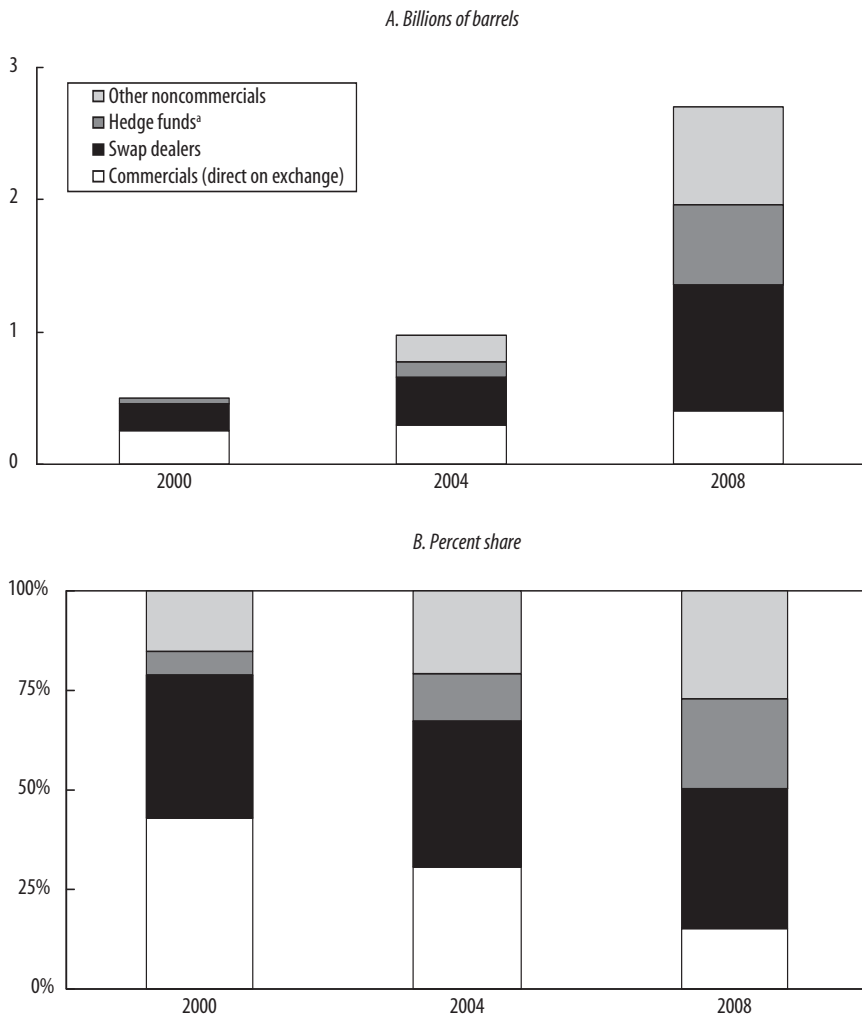 A. Billions of barrels
3
Other noncommercials
Hedge fundsᵃ
Swap dealers
Commercials (direct on exchange)
2
1
0
2000 2004 2008
B. Percent share
100%
75%
50%
25%
0%
2000 2004 2008